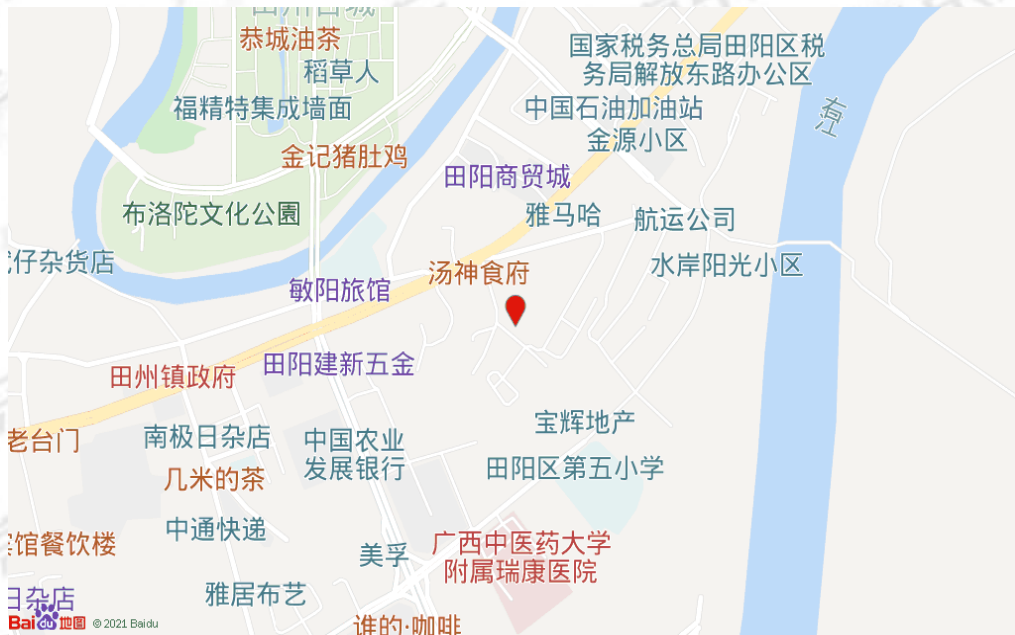 田州古城
恭城油茶
国家税务总局田阳区税
务局解放东路办公区
稻草人
福精特集成墙面
中国石油加油站
右江
金源小区
金记猪肚鸡
田阳商贸城
布洛陀文化公園
雅马哈
航运公司
仔杂货店
水岸阳光小区
汤神食府
敏阳旅馆
田阳建新五金
田州镇政府
宝辉地产
老台门
南极日杂店
中国农业
发展银行
田阳区第五小学
几米的茶
中通快递
宾馆餐饮楼
广西中医药大学
附属瑞康医院
美孚
雅居布艺
日杂店
谁的·咖啡
Bai du 地图 © 2021 Baidu